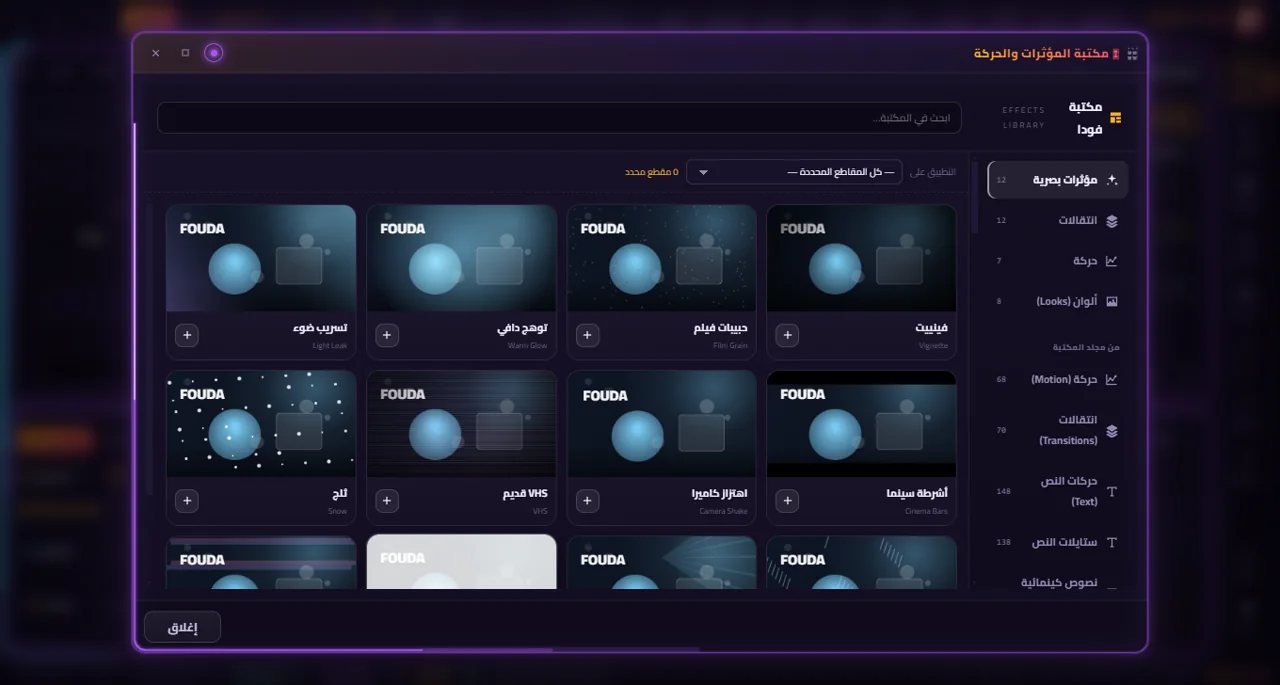 مكتبة المؤثرات والحركة
مكتبة
فودا
EFFECTS
LIBRARY
ابحث في المكتبة...
مؤثرات بصرية 12
انتقالات 12
حركة 7
ألوان (Looks) 8
من مجلد المكتبة
حركة (Motion) 68
انتقالات
(Transitions) 70
حركات النص
(Text) 148
ستايلات النص 138
نصوص كينمائية
التطبيق على
— كل المقاطع المحددة —
0 مقطع محدد
FOUDA
FOUDA
FOUDA
FOUDA
فينييت
حبيبات فيلم
توهج دافي
تسريب ضوء
Vignette
Film Grain
Warm Glow
Light Leak
FOUDA
FOUDA
FOUDA
FOUDA
أشرطة سينما
اهتزاز كاميرا
VHS قديم
ثلج
Cinema Bars
Camera Shake
VHS
Snow
FOUDA
FOUDA
FOUDA
FOUDA
إغلاق